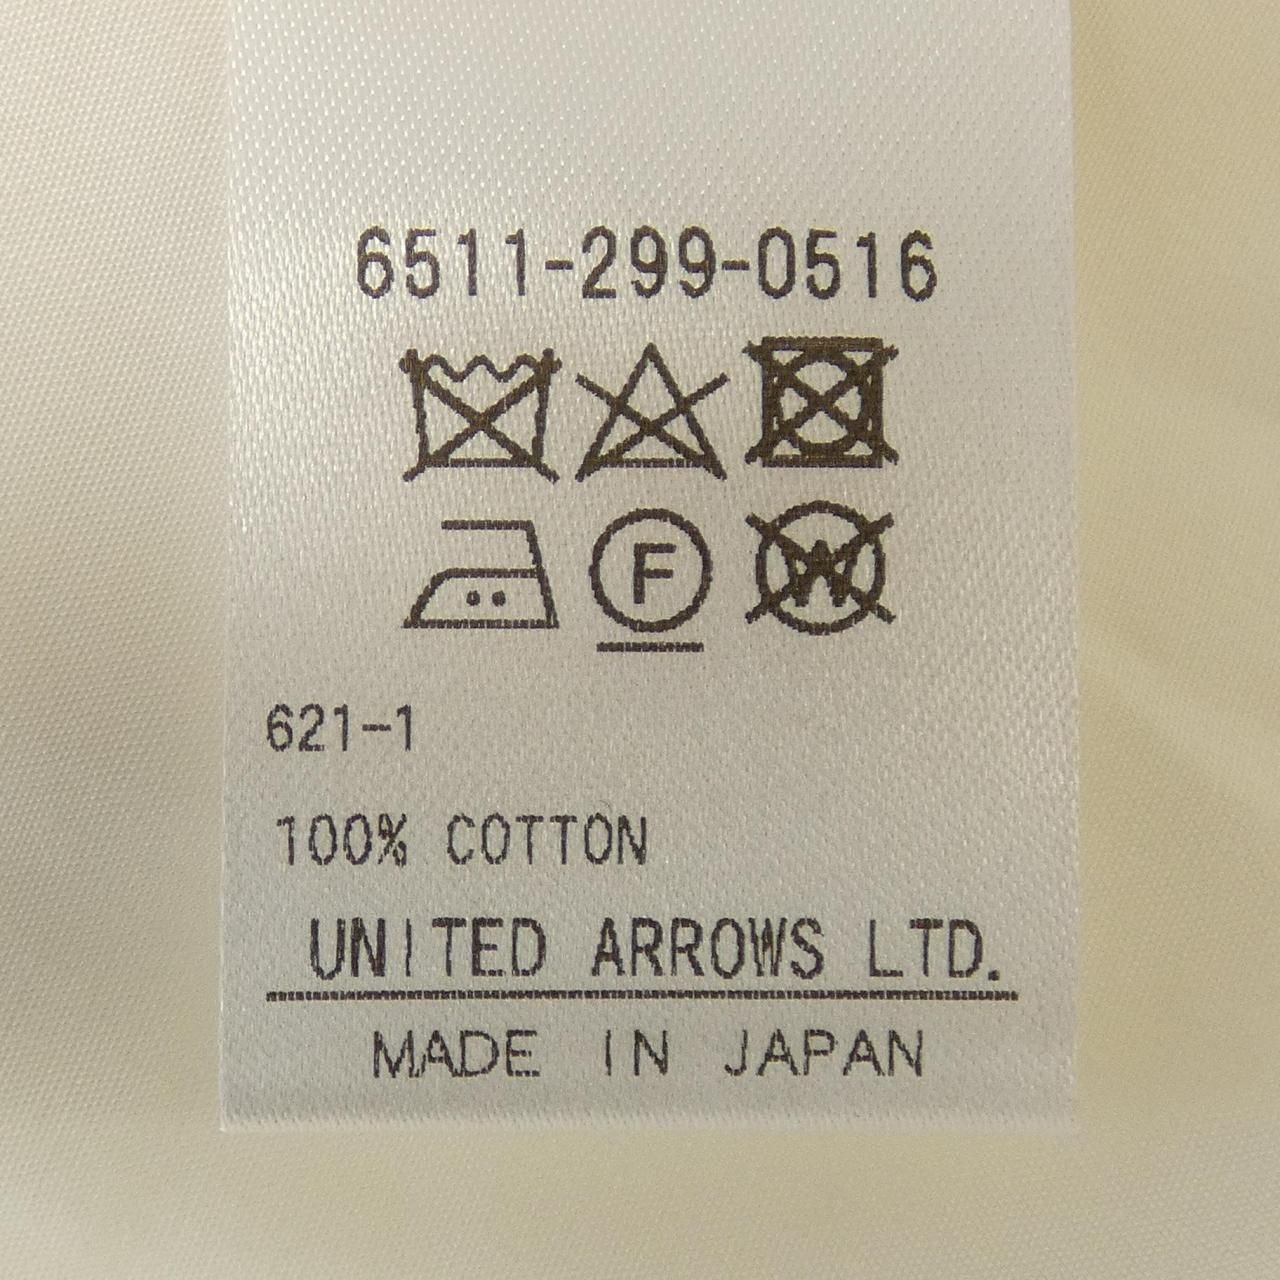 6511-299-0516
W
F
621-1
100% COTTON
UNITED ARROWS LTD.
MADE IN JAPAN